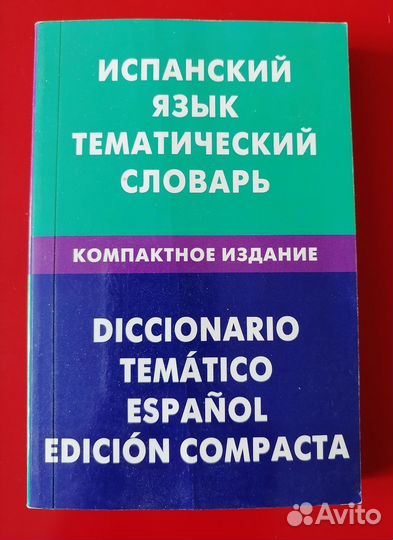 ИСПАНСКИЙ
ЯЗЫК
ТЕМАТИЧЕСКИЙ
СЛОВАРЬ
КОМПАКТНОЕ ИЗДАНИЕ
DICCIONARIO
TEMÁTICO
ESPAÑOL
EDICIÓN COMPACTA
Avito